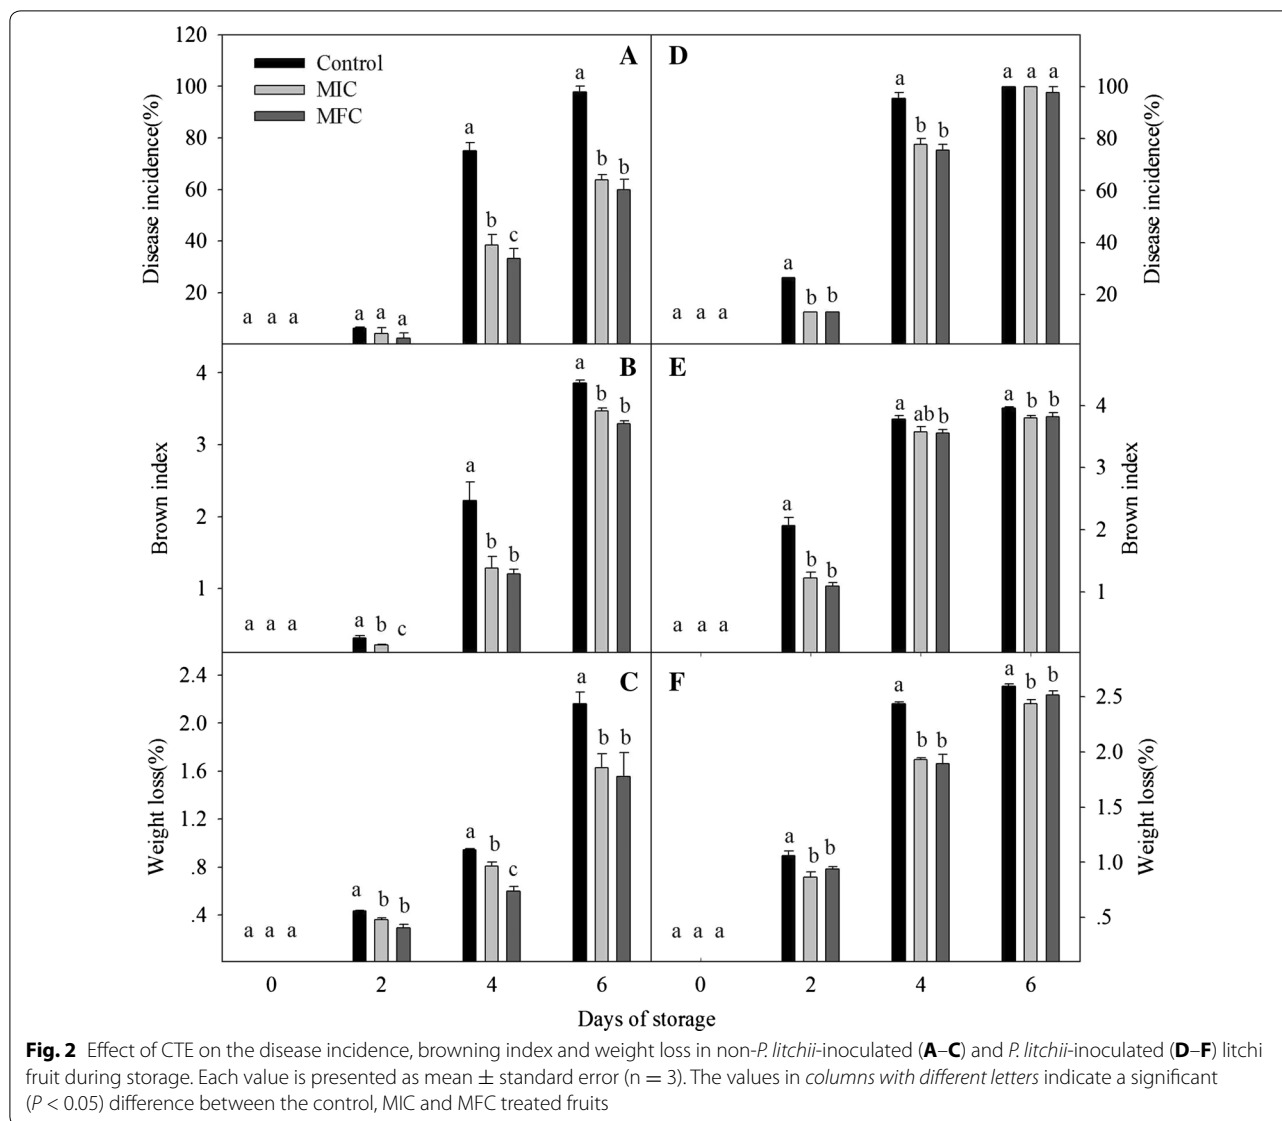 120
100
80
60
40
20
Disease incidence(%)
Control
MIC
MFC
A
a a a
a a a
a b c
a b b
D
a a a
a b b
a b b
a a a
100
80
60
40
20
Disease incidence(%)
4
3
2
1
Brown index
B
a a a
a b c
a b b
a b b
E
a a a
a b b
a ab b
a b b
4
3
2
1
Brown index
2.4
2.0
1.6
1.2
.8
.4
Weight loss(%)
C
a a a
a b b
a b c
a b b
F
a a a
a b b
a b b
a b b
2.5
2.0
1.5
1.0
.5
Weight loss(%)
0 2 4 6 0 2 4 6
Days of storage
Fig. 2 Effect of CTE on the disease incidence, browning index and weight loss in non-P. litchii-inoculated (A–C) and P. litchii-inoculated (D–F) litchi
fruit during storage. Each value is presented as mean ± standard error (n = 3). The values in columns with different letters indicate a significant
(P < 0.05) difference between the control, MIC and MFC treated fruits